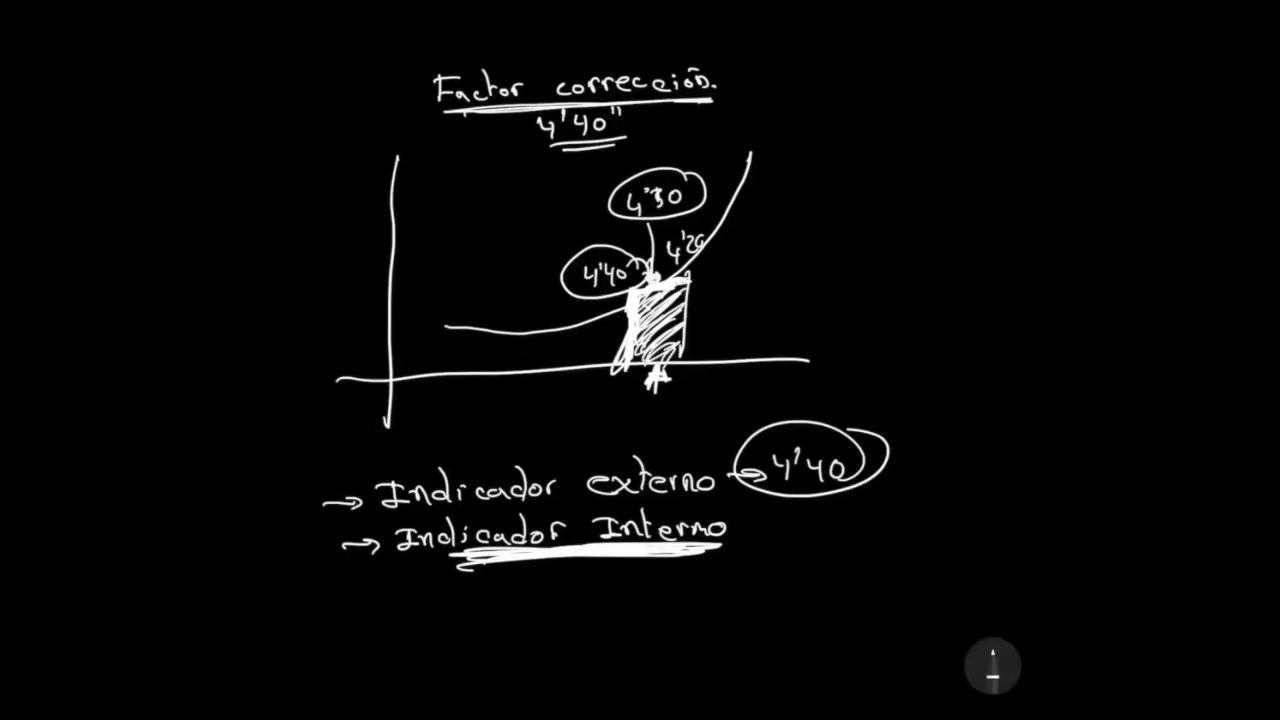 Factor corrección.
4'40"
4'30
4'20
4'40
→ Indicador externo → 4'40
→ Indicador Interno